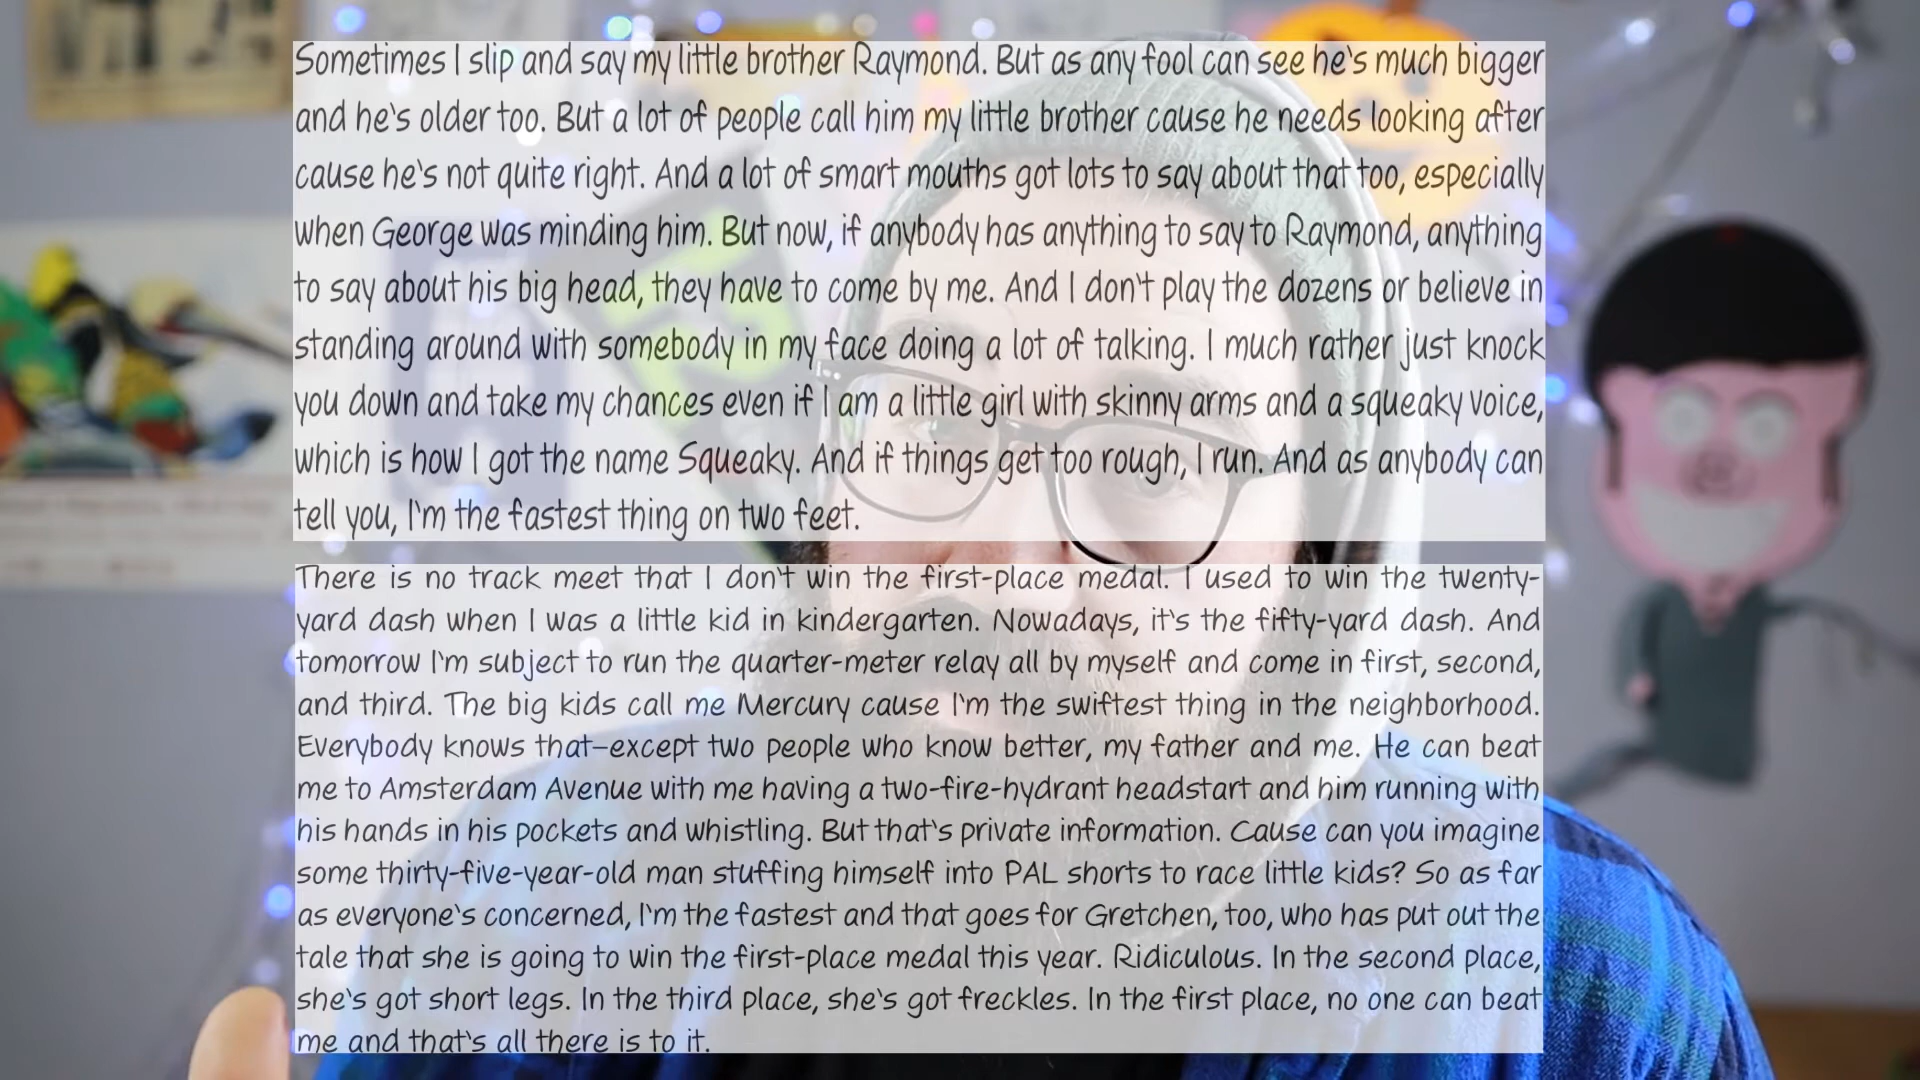 Sometimes I slip and say my little brother Raymond. But as any fool can see he's much bigger
and he's older too. But a lot of people call him my little brother cause he needs looking after
cause he's not quite right. And a lot of smart mouths got lots to say about that too, especially
when George was minding him. But now, if anybody has anything to say to Raymond, anything
to say about his big head, they have to come by me. And I don't play the dozens or believe in
standing around with somebody in my face doing a lot of talking. I much rather just knock
you down and take my chances even if I am a little girl with skinny arms and a squeaky voice,
which is how I got the name Squeaky. And if things get too rough, I run. And as anybody can
tell you, I'm the fastest thing on two feet.
There is no track meet that I don't win the first-place medal. I used to win the twenty-
yard dash when I was a little kid in kindergarten. Nowadays, it's the fifty-yard dash. And
tomorrow I'm subject to run the quarter-meter relay all by myself and come in first, second,
and third. The big kids call me Mercury cause I'm the swiftest thing in the neighborhood.
Everybody knows that—except two people who know better, my father and me. He can beat
me to Amsterdam Avenue with me having a two-fire-hydrant headstart and him running with
his hands in his pockets and whistling. But that's private information. Cause can you imagine
some thirty-five-year-old man stuffing himself into PAL shorts to race little kids? So as far
as everyone's concerned, I'm the fastest and that goes for Gretchen, too, who has put out the
tale that she is going to win the first-place medal this year. Ridiculous. In the second place,
she's got short legs. In the third place, she's got freckles. In the first place, no one can beat
me and that's all there is to it.